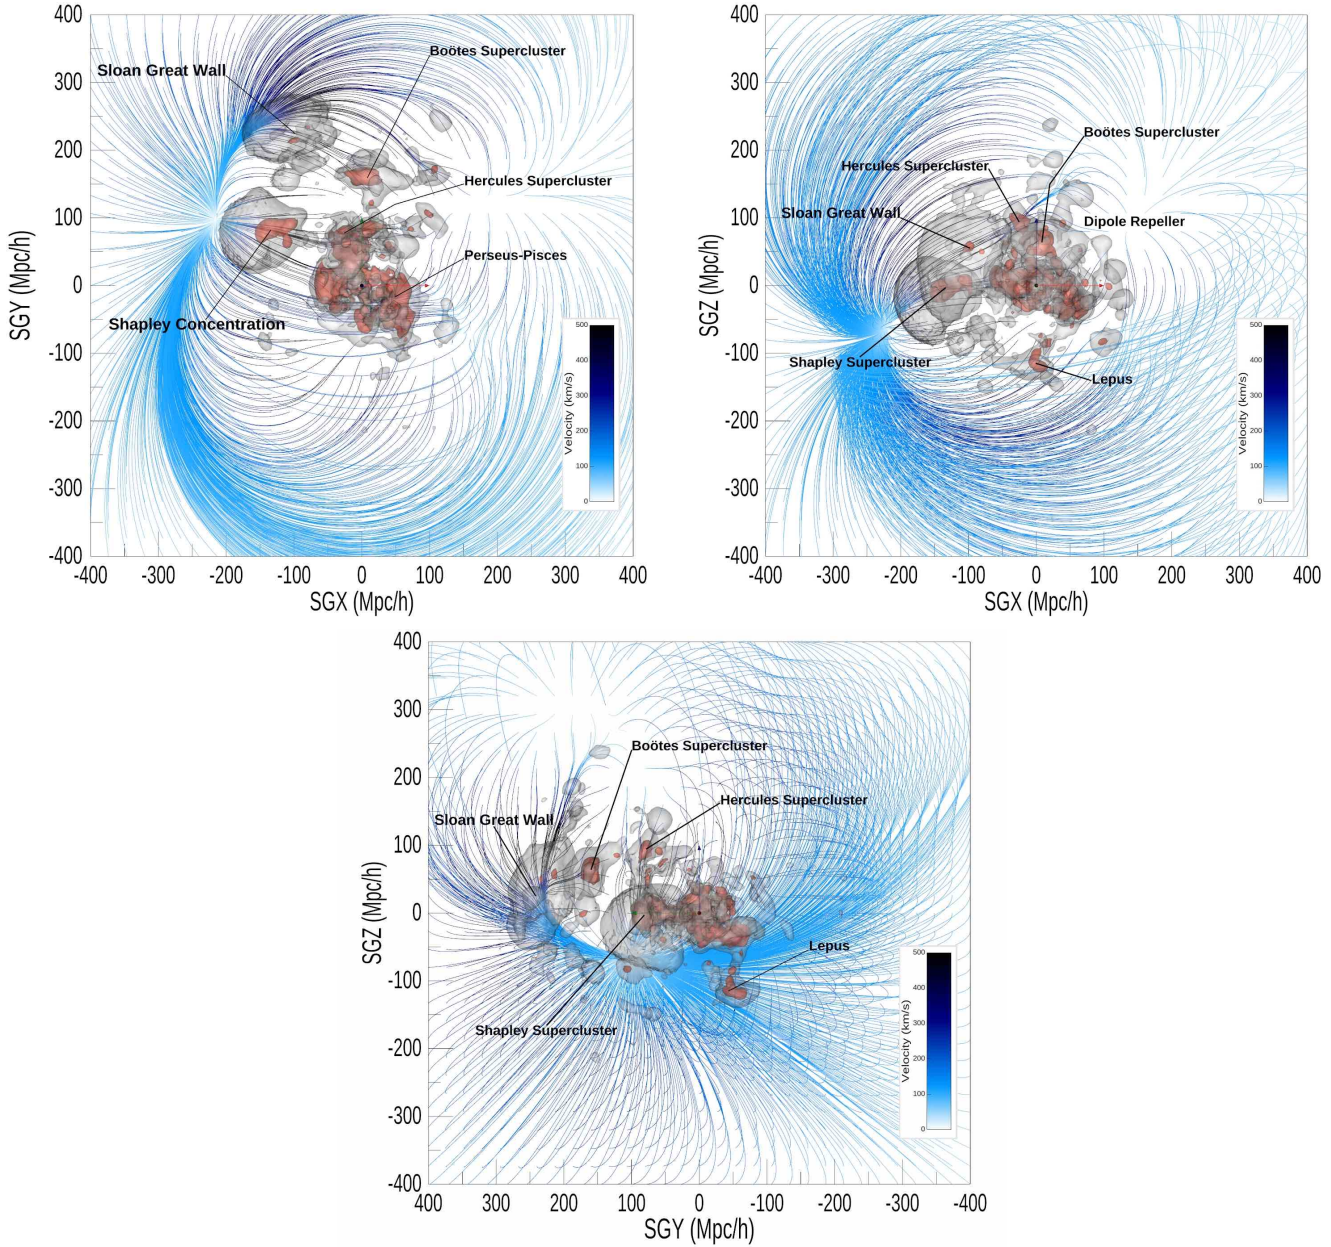 400
300
200
100
0
-100
-200
-300
-400
SGY (Mpc/h)
-400 -300 -200 -100 0 100 200 300 400
SGX (Mpc/h)
Sloan Great Wall
Boötes Supercluster
Hercules Supercluster
Perseus-Pisces
Shapley Concentration
Velocity (km/s)
500
400
300
200
100
0
400
300
200
100
0
-100
-200
-300
-400
SGZ (Mpc/h)
-400 -300 -200 -100 0 100 200 300 400
SGX (Mpc/h)
Boötes Supercluster
Hercules Supercluster
Sloan Great Wall
Dipole Repeller
Shapley Supercluster
Lepus
Velocity (km/s)
500
400
300
200
100
0
400
300
200
100
0
-100
-200
-300
-400
SGZ (Mpc/h)
400 300 200 100 0 -100 -200 -300 -400
SGY (Mpc/h)
Boötes Supercluster
Hercules Supercluster
Sloan Great Wall
Lepus
Shapley Supercluster
Velocity (km/s)
500
400
300
200
100
0